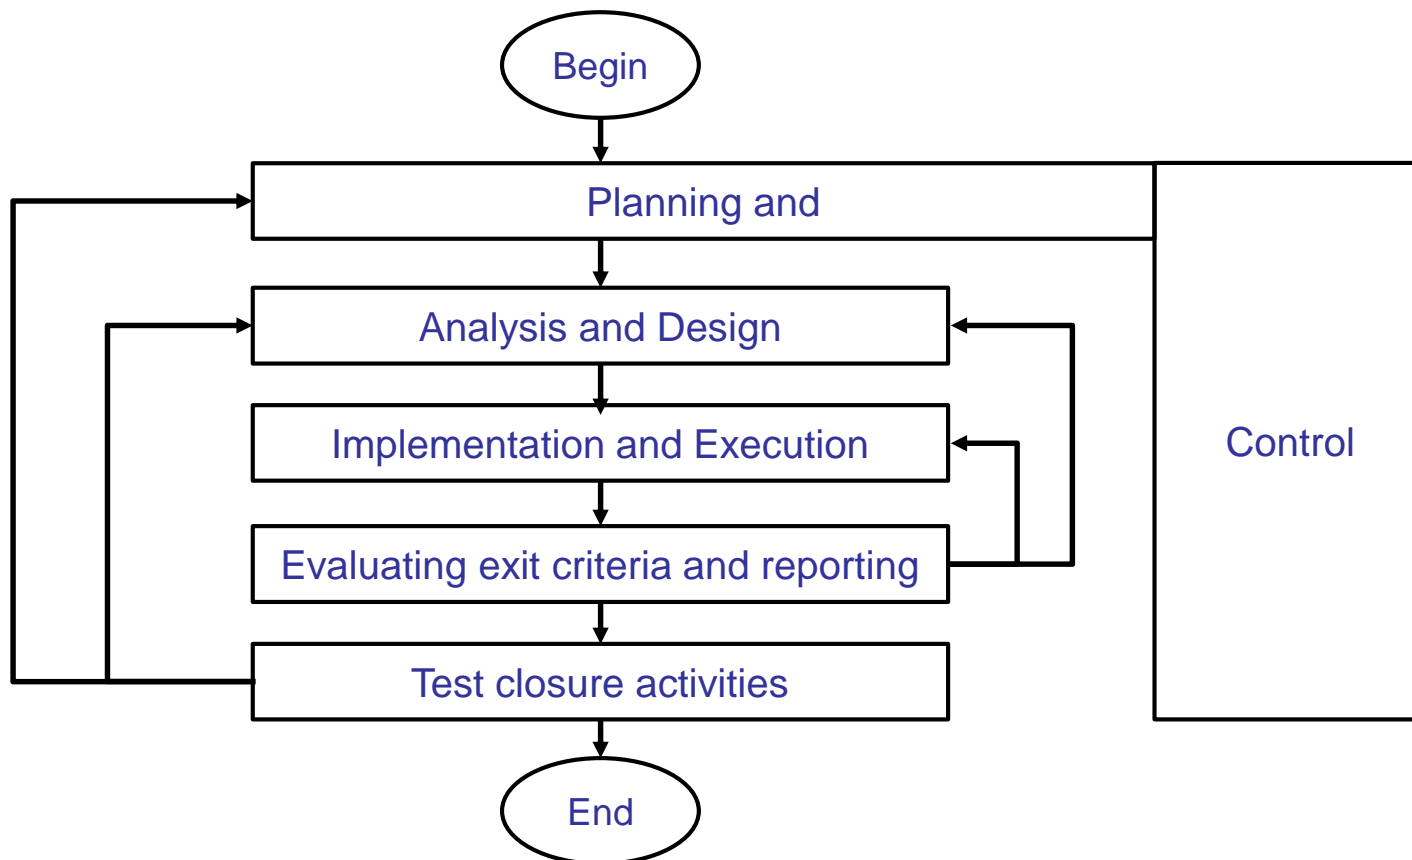 Begin
Planning and
Analysis and Design
Implementation and Execution
Control
Evaluating exit criteria and reporting
Test closure activities
End